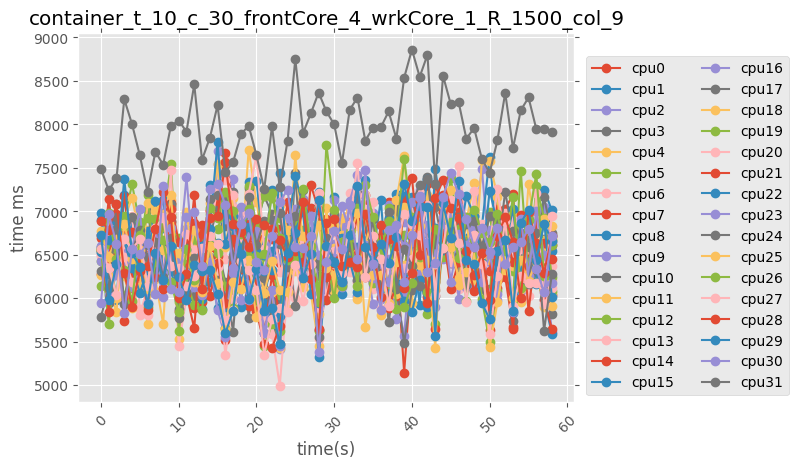 container_t_10_c_30_frontCore_4_wrkCore_1_R_1500_col_9
9000
8500
8000
7500
7000
6500
6000
5500
5000
time ms
0
10
20
30
40
50
60
time(s)
cpu0
cpu1
cpu2
cpu3
cpu4
cpu5
cpu6
cpu7
cpu8
cpu9
cpu10
cpu11
cpu12
cpu13
cpu14
cpu15
cpu16
cpu17
cpu18
cpu19
cpu20
cpu21
cpu22
cpu23
cpu24
cpu25
cpu26
cpu27
cpu28
cpu29
cpu30
cpu31